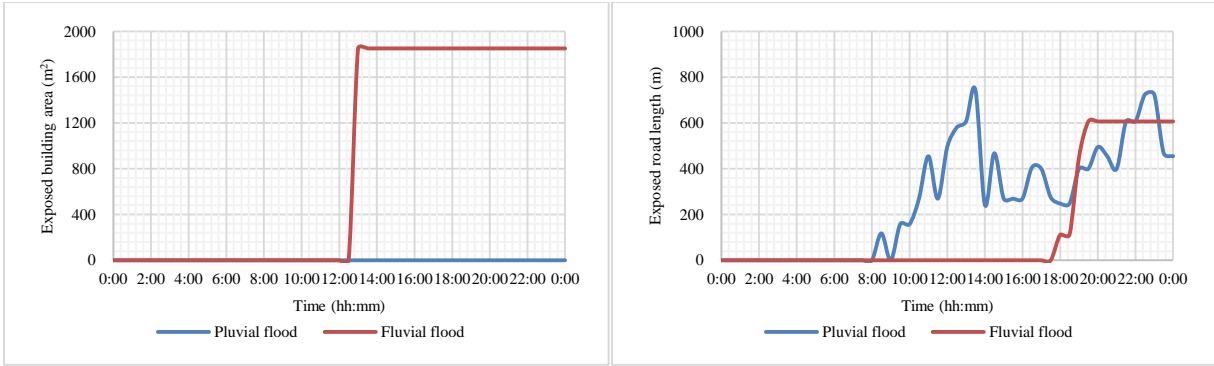 Exposed building area (m²)
2000
1600
1200
800
400
0
0:00 2:00 4:00 6:00 8:00 10:00 12:00 14:00 16:00 18:00 20:00 22:00 0:00
Time (hh:mm)
Pluvial flood Fluvial flood
Exposed road length (m)
1000
800
600
400
200
0
0:00 2:00 4:00 6:00 8:00 10:00 12:00 14:00 16:00 18:00 20:00 22:00 0:00
Time (hh:mm)
Pluvial flood Fluvial flood